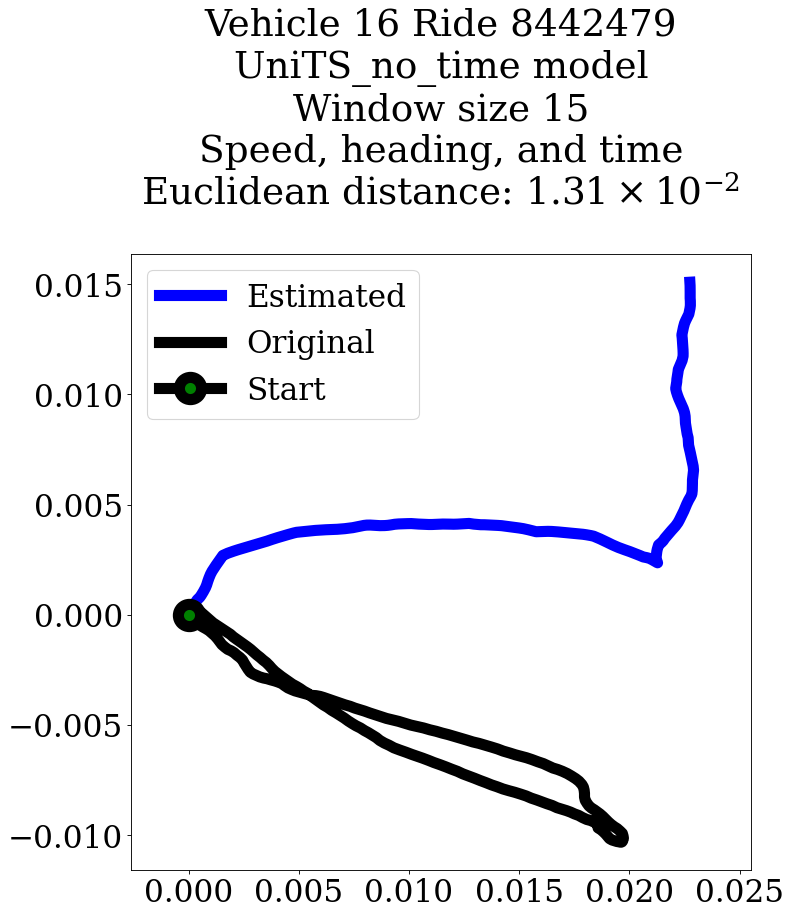 Vehicle 16 Ride 8442479
UniTS_no_time model
Window size 15
Speed, heading, and time
Euclidean distance: 1.31 × 10⁻²
Estimated
Original
Start
0.015
0.010
0.005
0.000
−0.005
−0.010
0.000 0.005 0.010 0.015 0.020 0.025